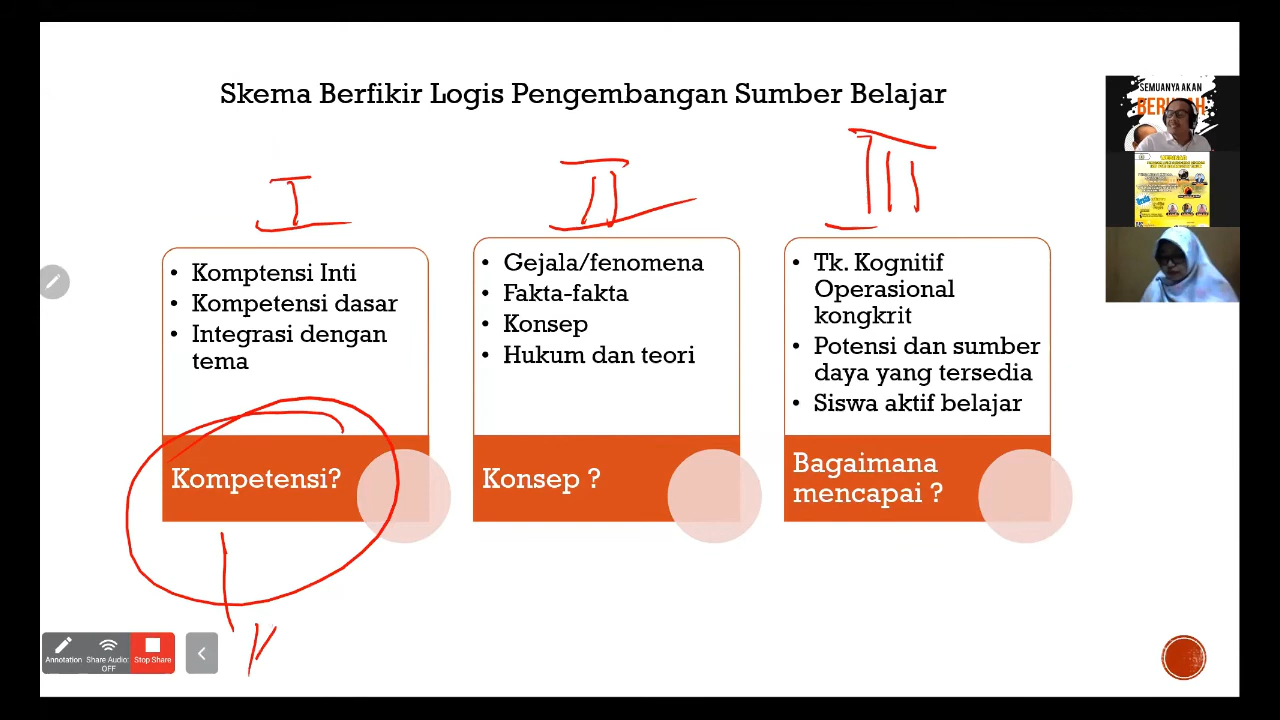 Skema Berfikir Logis Pengembangan Sumber Belajar
I
II
III
• Komptensi Inti
• Kompetensi dasar
• Integrasi dengan
tema
Kompetensi?
• Gejala/fenomena
• Fakta-fakta
• Konsep
• Hukum dan teori
Konsep ?
• Tk. Kognitif
Operasional
kongkrit
• Potensi dan sumber
daya yang tersedia
• Siswa aktif belajar
Bagaimana
mencapai ?
SEMUANYA AKAN
Annotation
Share Audio:
OFF
Stop Share